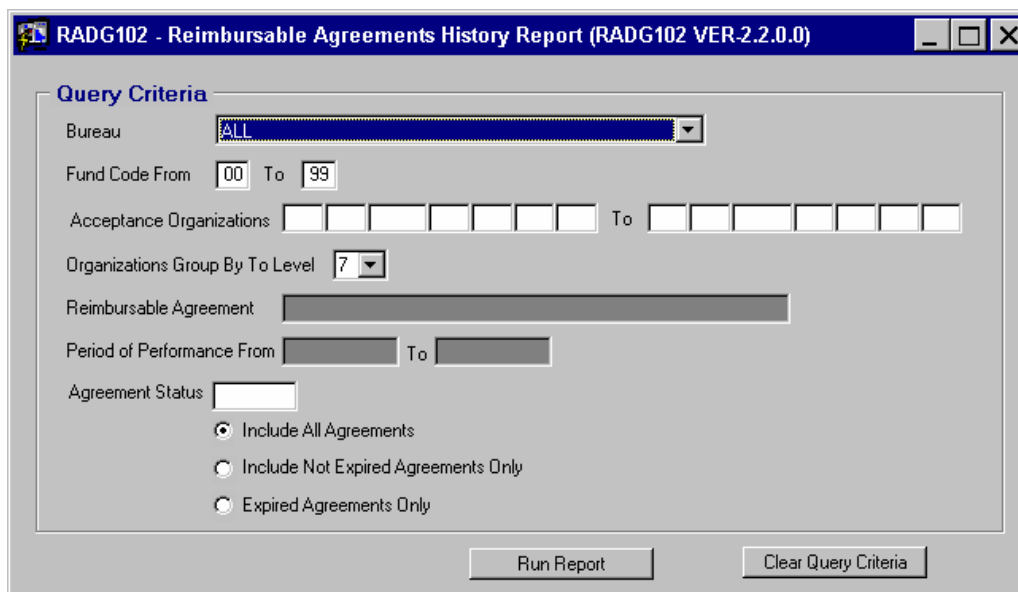 RADG102 - Reimbursable Agreements History Report (RADG102 VER-2.2.0.0)
Query Criteria
Bureau ALL
Fund Code From 00 To 99
Acceptance Organizations To
Organizations Group By To Level 7
Reimbursable Agreement
Period of Performance From To
Agreement Status
Include All Agreements
Include Not Expired Agreements Only
Expired Agreements Only
Run Report Clear Query Criteria